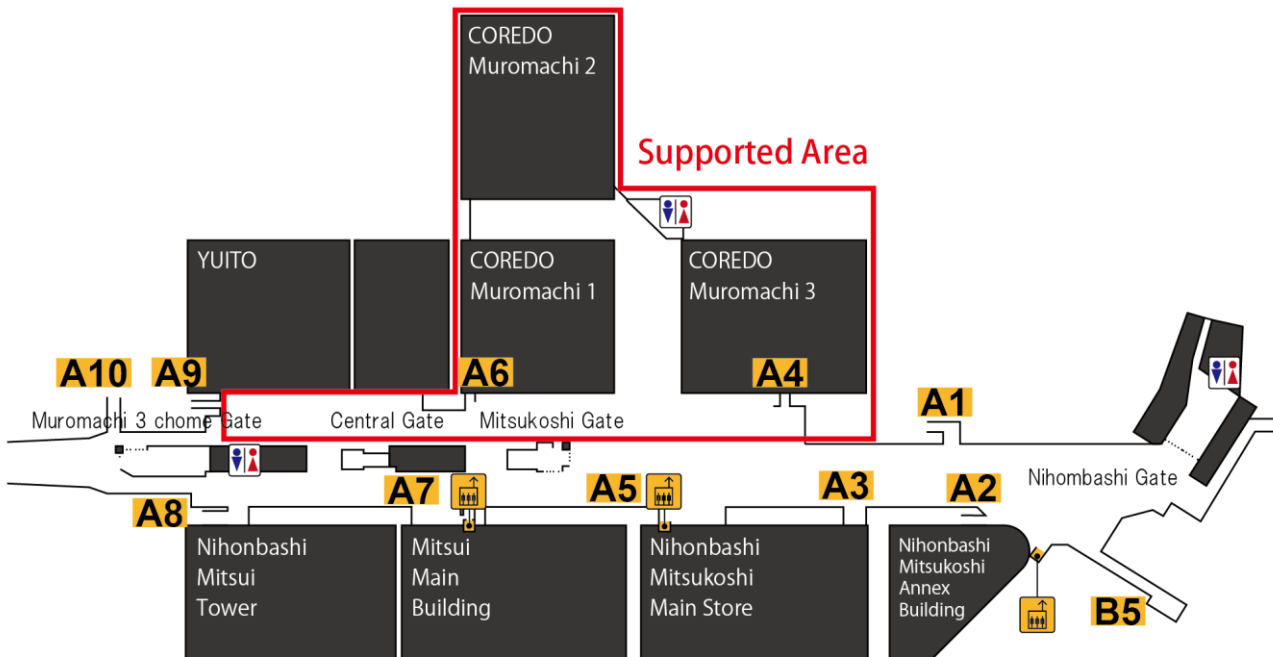 COREDO
Muromachi 2
Supported Area
YUITO
COREDO
Muromachi 1
COREDO
Muromachi 3
A10
A9
A6
A4
A1
Muromachi 3 chome Gate
Central Gate
Mitsukoshi Gate
Nihombashi Gate
A8
A7
A5
A3
A2
Nihonbashi
Mitsui
Tower
Mitsui
Main
Building
Nihonbashi
Mitsukoshi
Main Store
Nihonbashi
Mitsukoshi
Annex
Building
B5